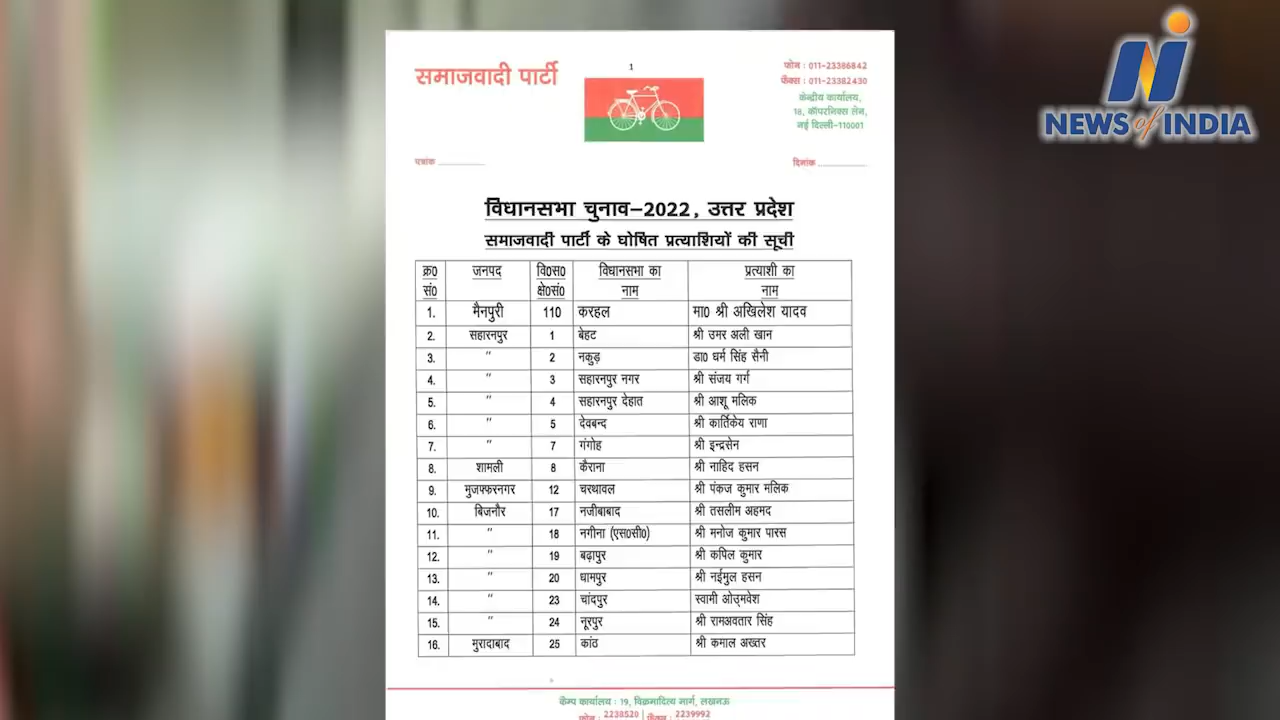 समाजवादी पार्टी
1
फोन : 011-23386842
फैक्स : 011-23382430
केन्द्रीय कार्यालय,
18, कॉपरनिक्स लेन,
नई दिल्ली-110001
पत्रांक
दिनांक
NEWS of INDIA
विधानसभा चुनाव-2022, उत्तर प्रदेश
समाजवादी पार्टी के घोषित प्रत्याशियों की सूची
क्र0 सं0 जनपद वि0स0 क्षे0सं0 विधानसभा का नाम प्रत्याशी का नाम
1. मैनपुरी 110 करहल मा0 श्री अखिलेश यादव
2. सहारनपुर 1 बेहट श्री उमर अली खान
3. " 2 नकुड़ डा0 धर्म सिंह सैनी
4. " 3 सहारनपुर नगर श्री संजय गर्ग
5. " 4 सहारनपुर देहात श्री आशू मलिक
6. " 5 देवबन्द श्री कार्तिकेय राणा
7. " 7 गंगोह श्री इन्द्रसेन
8. शामली 8 कैराना श्री नाहिद हसन
9. मुजफ्फरनगर 12 चरथावल श्री पंकज कुमार मलिक
10. बिजनौर 17 नजीबाबाद श्री तसलीम अहमद
11. " 18 नगीना (एस0सी0) श्री मनोज कुमार पारस
12. " 19 बढ़ापुर श्री कपिल कुमार
13. " 20 धामपुर श्री नईमुल हसन
14. " 23 चांदपुर स्वामी ओउ्मवेश
15. " 24 नूरपुर श्री रामअवतार सिंह
16. मुरादाबाद 25 कांठ श्री कमाल अख्तर
कैम्प कार्यालय : 19, विक्रमादित्य मार्ग, लखनऊ
फोन : 2238520 | फैक्स : 2239992